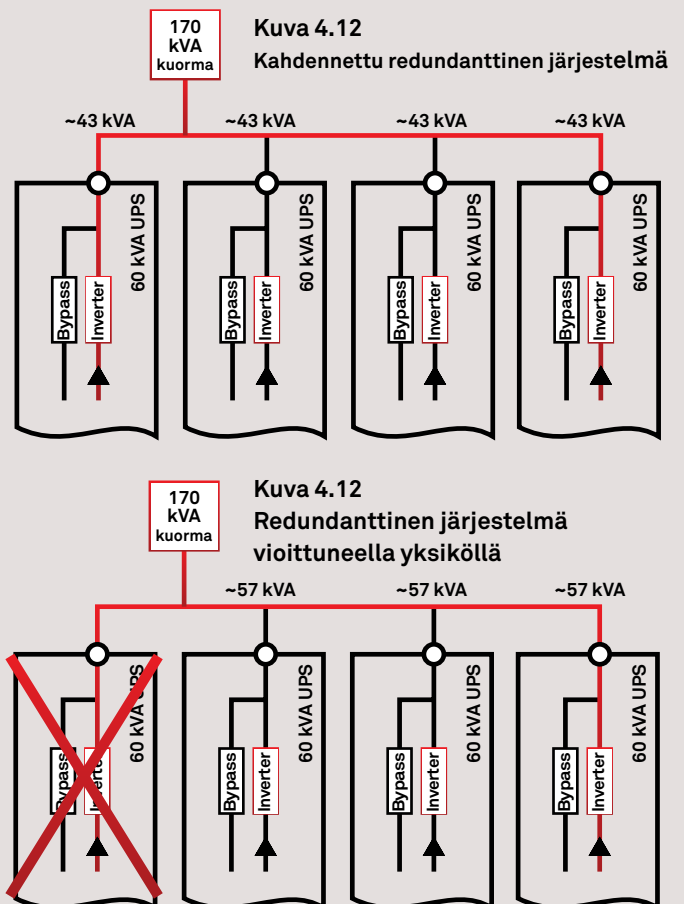 170
kVA
kuorma
Kuva 4.12
Kahdennettu redundanttinen järjestelmä
~43 kVA
~43 kVA
~43 kVA
~43 kVA
60 kVA UPS
60 kVA UPS
60 kVA UPS
60 kVA UPS
Bypass
Inverter
Bypass
Inverter
Bypass
Inverter
Bypass
Inverter
170
kVA
kuorma
Kuva 4.12
Redundanttinen järjestelmä
vioittuneella yksiköllä
~57 kVA
~57 kVA
~57 kVA
60 kVA UPS
60 kVA UPS
60 kVA UPS
60 kVA UPS
Bypass
Inverter
Bypass
Inverter
Bypass
Inverter
Bypass
Inverter